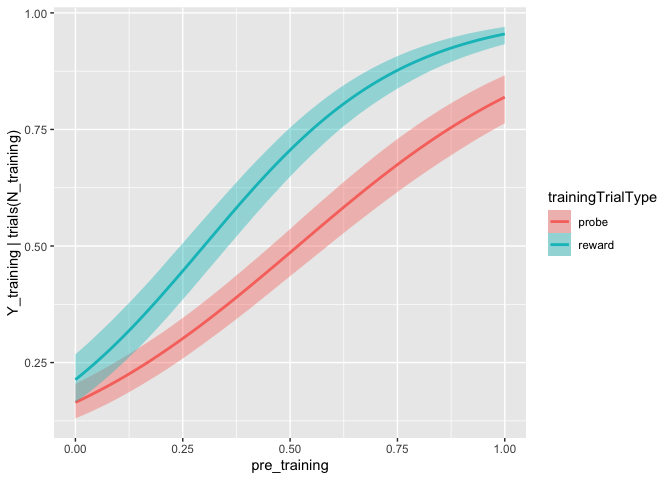 1.00
0.75
0.50
0.25
Y_training | trials(N_training)
0.00
0.25
0.50
0.75
1.00
pre_training
trainingTrialType
probe
reward